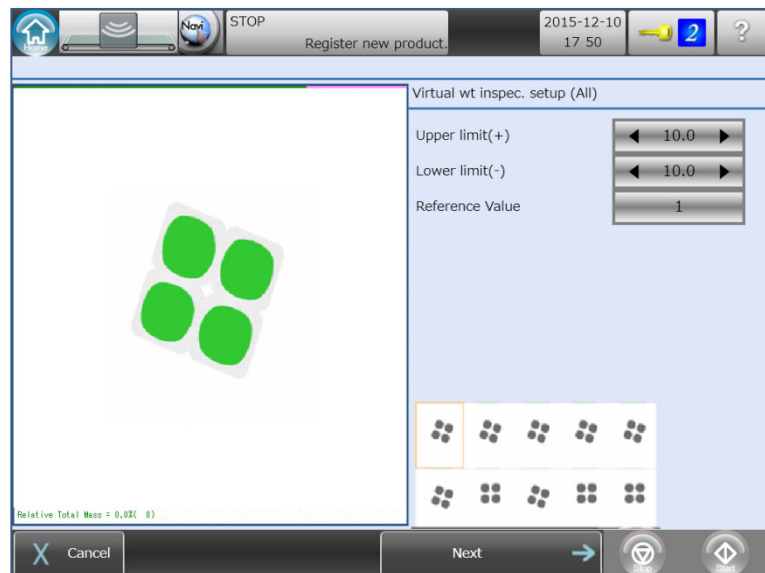 Home
Navi
STOP
Register new product.
2015-12-10
17 50
2
?
Virtual wt inspec. setup (All)
Upper limit(+)
10.0
Lower limit(-)
10.0
Reference Value
1
Relative Total Mass = 0.0%( 0)
X Cancel
Next
Stop
Start